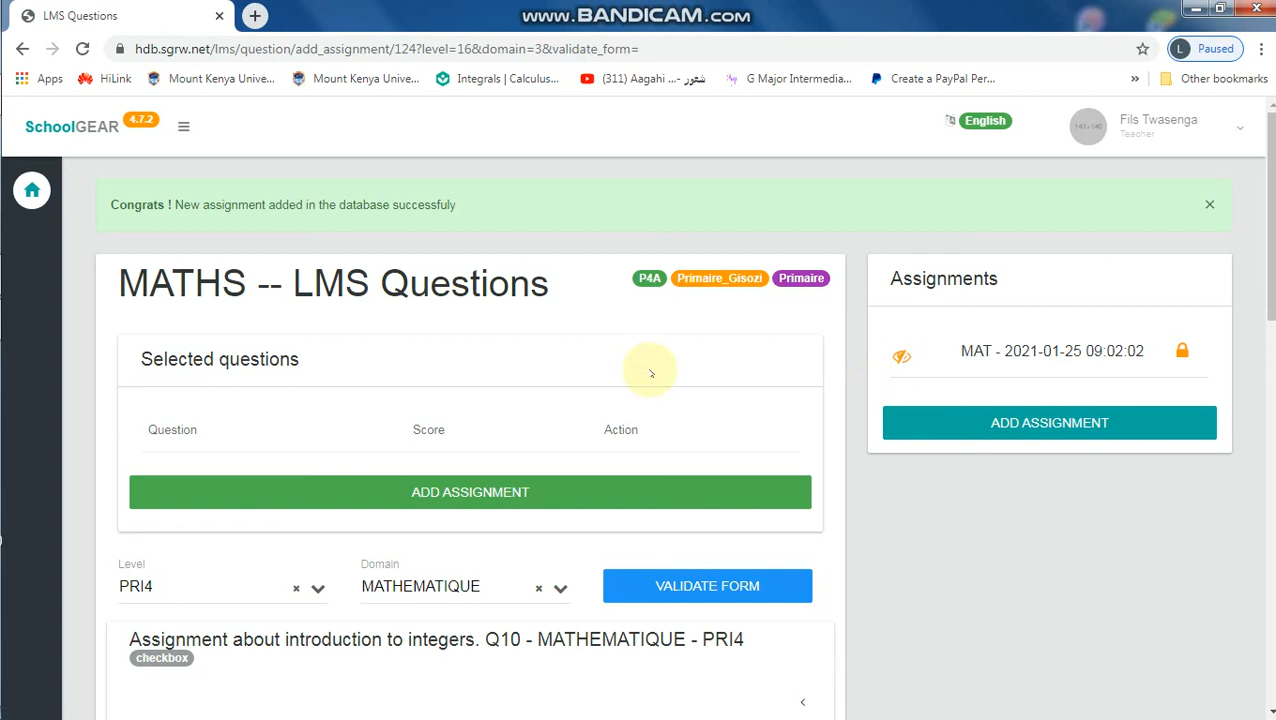 LMS Questions
www.BANDICAM.com
hdb.sgrw.net/lms/question/add_assignment/124?level=16&domain=3&validate_form=
L Paused
Apps HiLink Mount Kenya Unive... Mount Kenya Unive... Integrals | Calculus... (311) Aagahi شعور -... G Major Intermedia... Create a PayPal Per... » Other bookmarks
SchoolGEAR 4.7.2
English
140 x 140
Fils Twasenga
Teacher
Congrats ! New assignment added in the database successfuly
MATHS -- LMS Questions
P4A Primaire_Gisozi Primaire
Assignments
Selected questions
MAT - 2021-01-25 09:02:02
ADD ASSIGNMENT
Question Score Action
ADD ASSIGNMENT
Level
PRI4
Domain
MATHEMATIQUE
VALIDATE FORM
Assignment about introduction to integers. Q10 - MATHEMATIQUE - PRI4
checkbox